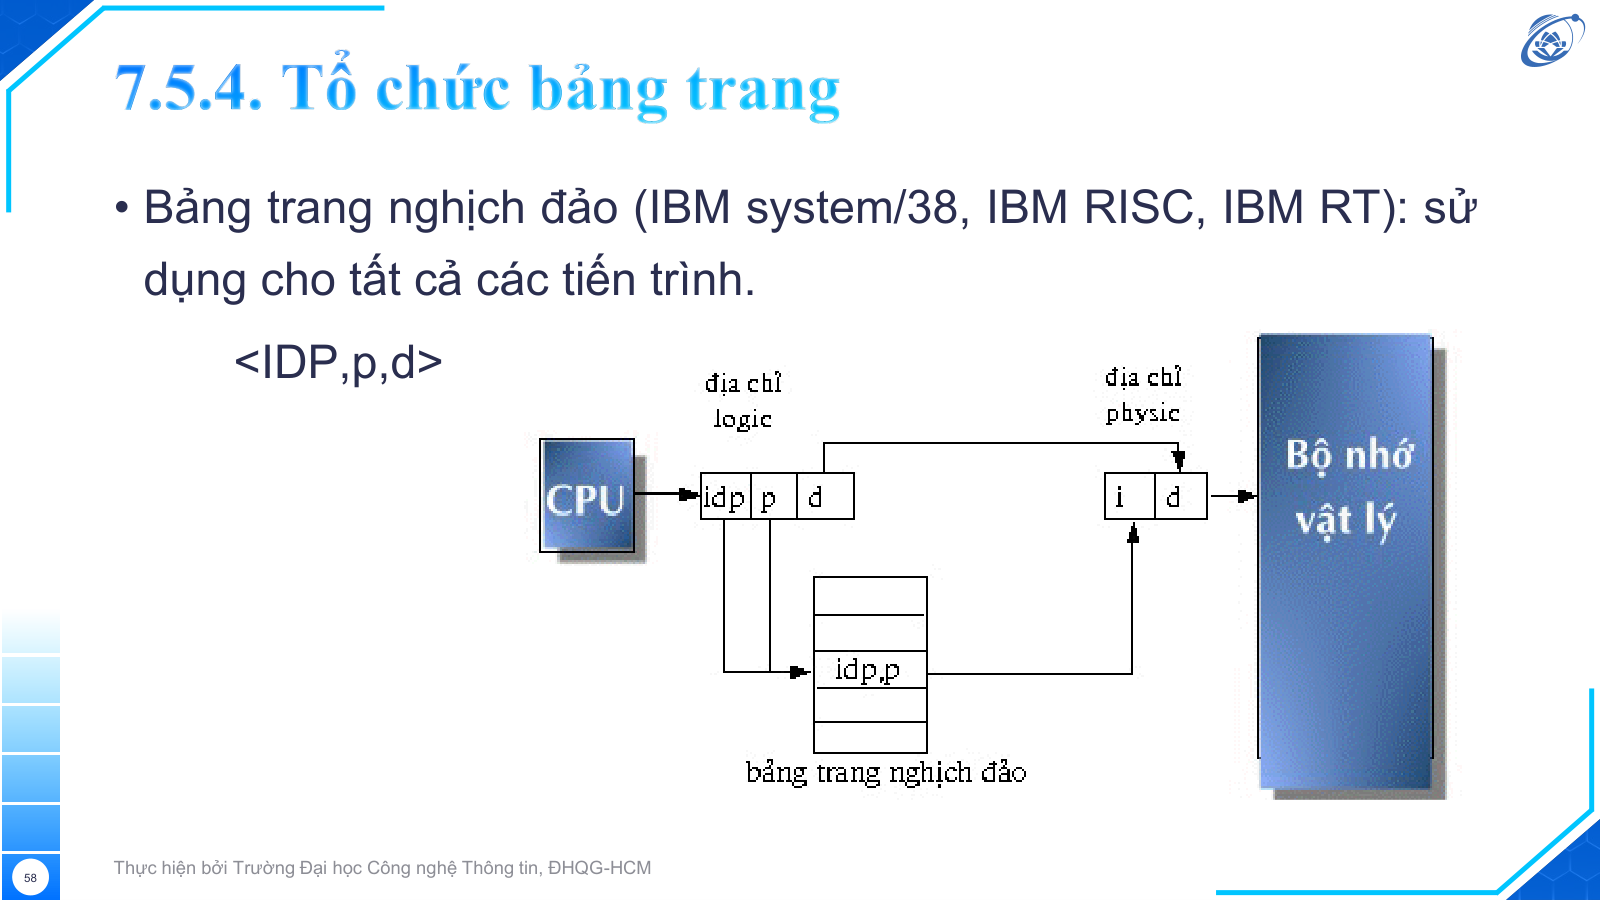 7.5.4. Tổ chức bảng trang
• Bảng trang nghịch đảo (IBM system/38, IBM RISC, IBM RT): sử
dụng cho tất cả các tiến trình.
<IDP,p,d>
địa chỉ
logic
địa chỉ
physic
CPU
idp p d
i d
Bộ nhớ
vật lý
idp,p
bảng trang nghịch đảo
Thực hiện bởi Trường Đại học Công nghệ Thông tin, ĐHQG-HCM
58